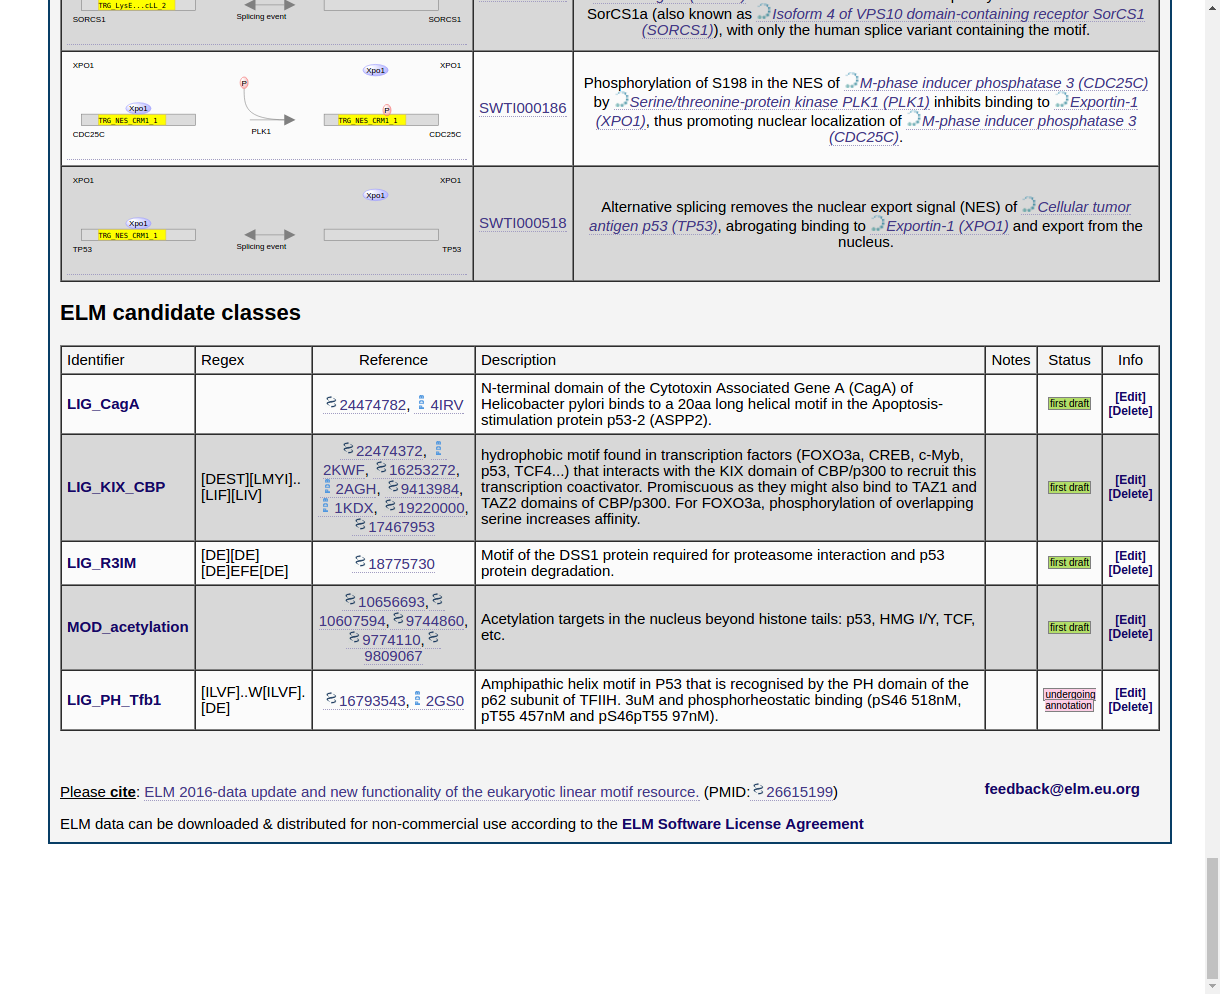 TRG_LysE...cLL_2
SORCS1
Splicing event
SORCS1
SorCS1a (also known as Isoform 4 of VPS10 domain-containing receptor SorCS1
(SORCS1)), with only the human splice variant containing the motif.
XPO1
Xpo1
XPO1
P
Xpo1
P
TRG_NES_CRM1_1
TRG_NES_CRM1_1
CDC25C
PLK1
CDC25C
SWTI000186
Phosphorylation of S198 in the NES of M-phase inducer phosphatase 3 (CDC25C)
by Serine/threonine-protein kinase PLK1 (PLK1) inhibits binding to Exportin-1
(XPO1), thus promoting nuclear localization of M-phase inducer phosphatase 3
(CDC25C).
XPO1
Xpo1
XPO1
Xpo1
TRG_NES_CRM1_1
TP53
Splicing event
TP53
SWTI000518
Alternative splicing removes the nuclear export signal (NES) of Cellular tumor
antigen p53 (TP53), abrogating binding to Exportin-1 (XPO1) and export from the
nucleus.
ELM candidate classes
Identifier Regex Reference Description Notes Status Info
LIG_CagA
24474782, 4IRV
N-terminal domain of the Cytotoxin Associated Gene A (CagA) of
Helicobacter pylori binds to a 20aa long helical motif in the Apoptosis-
stimulation protein p53-2 (ASPP2).
first draft
[Edit]
[Delete]
LIG_KIX_CBP
[DEST][LMYI]..
[LIF][LIV]
22474372,
2KWF, 16253272,
2AGH, 9413984,
1KDX, 19220000,
17467953
hydrophobic motif found in transcription factors (FOXO3a, CREB, c-Myb,
p53, TCF4...) that interacts with the KIX domain of CBP/p300 to recruit this
transcription coactivator. Promiscuous as they might also bind to TAZ1 and
TAZ2 domains of CBP/p300. For FOXO3a, phosphorylation of overlapping
serine increases affinity.
first draft
[Edit]
[Delete]
LIG_R3IM
[DE][DE]
[DE]EFE[DE]
18775730
Motif of the DSS1 protein required for proteasome interaction and p53
protein degradation.
first draft
[Edit]
[Delete]
MOD_acetylation
10656693,
10607594, 9744860,
9774110,
9809067
Acetylation targets in the nucleus beyond histone tails: p53, HMG I/Y, TCF,
etc.
first draft
[Edit]
[Delete]
LIG_PH_Tfb1
[ILVF]..W[ILVF].
[DE]
16793543, 2GS0
Amphipathic helix motif in P53 that is recognised by the PH domain of the
p62 subunit of TFIIH. 3uM and phosphorheostatic binding (pS46 518nM,
pT55 457nM and pS46pT55 97nM).
undergoing
annotation
[Edit]
[Delete]
Please cite: ELM 2016-data update and new functionality of the eukaryotic linear motif resource. (PMID: 26615199)
feedback@elm.eu.org
ELM data can be downloaded & distributed for non-commercial use according to the ELM Software License Agreement